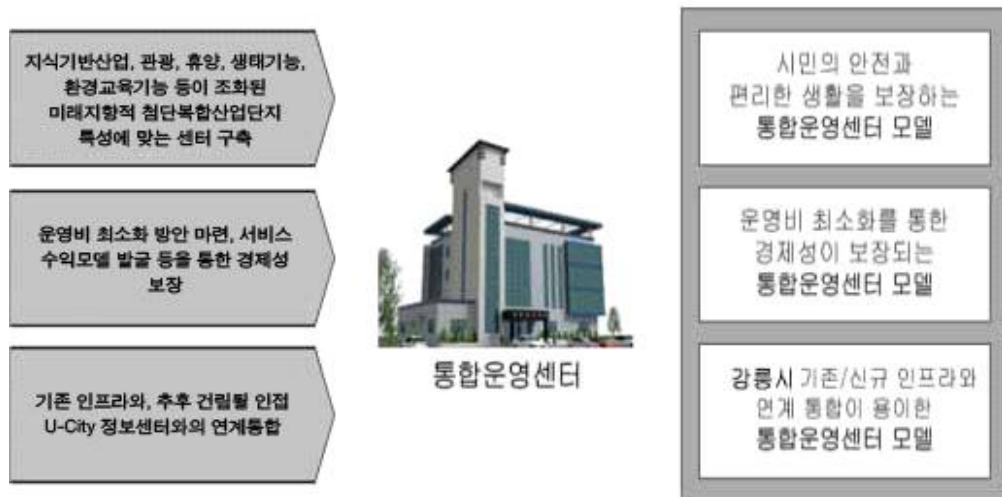 지식기반산업, 관광, 휴양, 생태기능,
환경교육기능 등이 조화된
미래지향적 첨단복합산업단지
특성에 맞는 센터 구축
운영비 최소화 방안 마련, 서비스
수익모델 발굴 등을 통한 경제성
보장
기존 인프라와, 추후 건립될 인접
U-City 정보센터와의 연계통합
통합운영센터
시민의 안전과
편리한 생활을 보장하는
통합운영센터 모델
운영비 최소화를 통한
경제성이 보장되는
통합운영센터 모델
강릉시 기존/신규 인프라와
연계 통합이 용이한
통합운영센터 모델